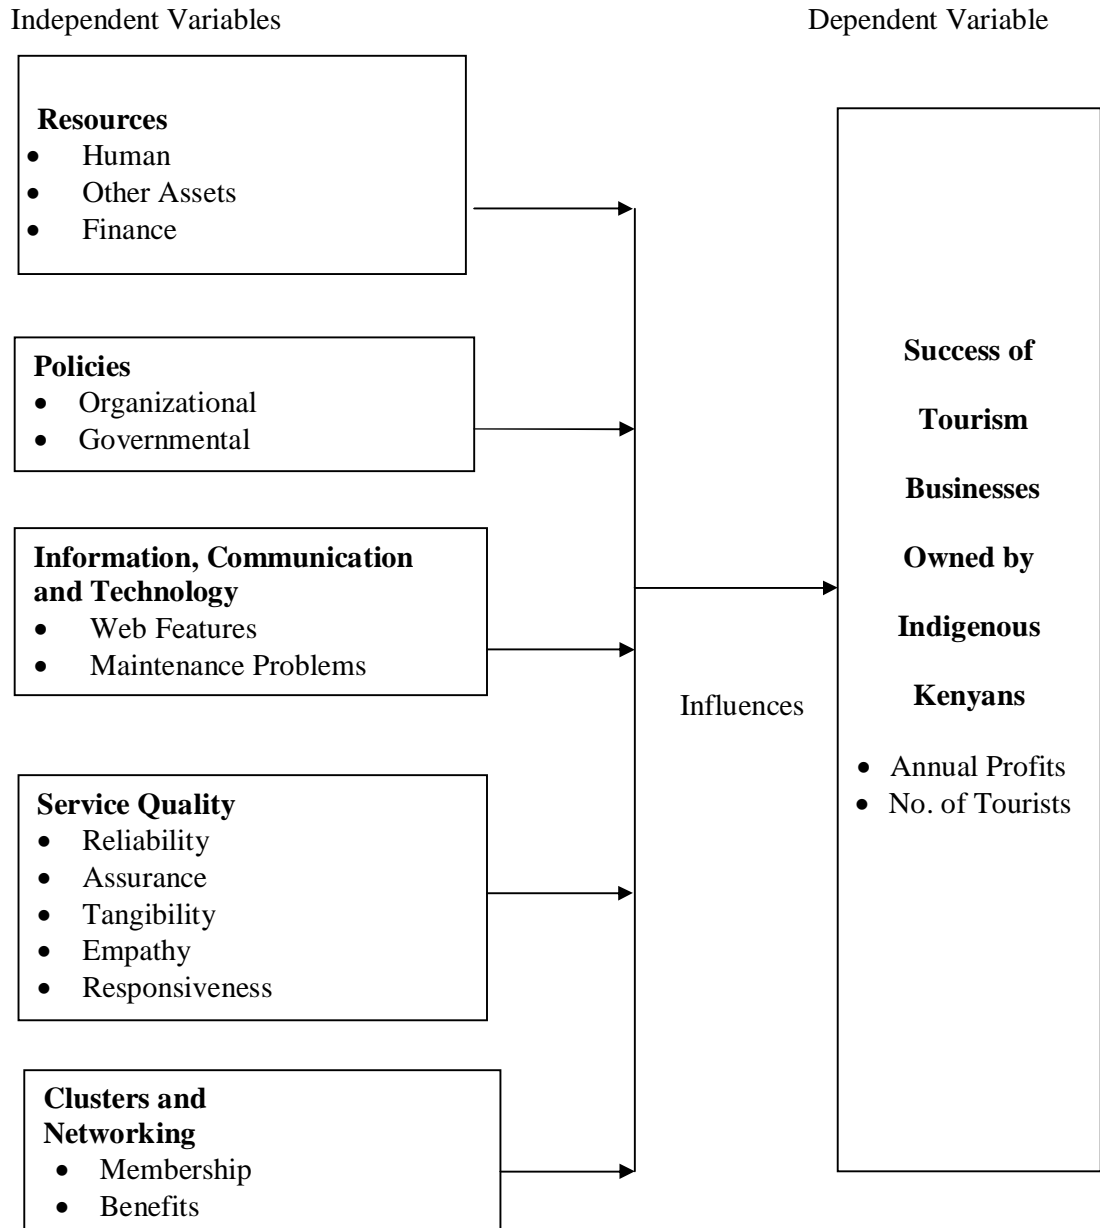 Independent Variables
Dependent Variable
Resources
• Human
• Other Assets
• Finance
Policies
• Organizational
• Governmental
Information, Communication
and Technology
• Web Features
• Maintenance Problems
Service Quality
• Reliability
• Assurance
• Tangibility
• Empathy
• Responsiveness
Clusters and
Networking
• Membership
• Benefits
Influences
Success of
Tourism
Businesses
Owned by
Indigenous
Kenyans
• Annual Profits
• No. of Tourists